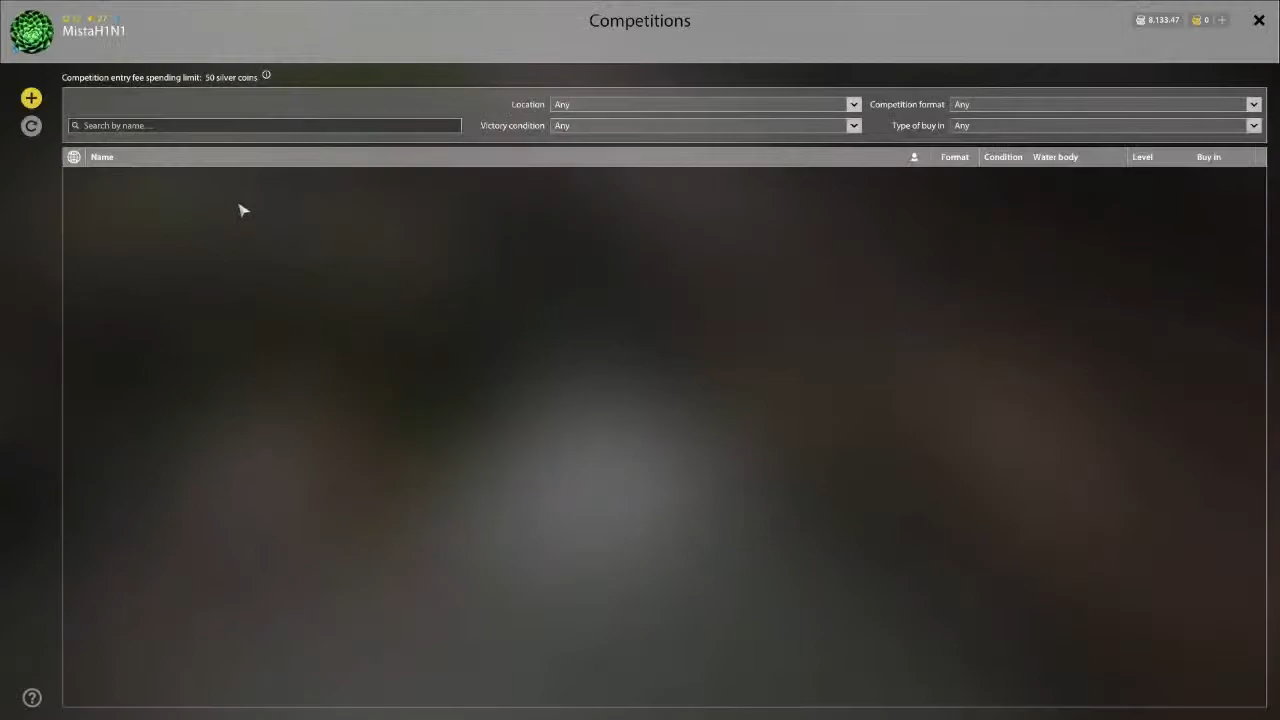 Competitions
MistaH1N1
8,133.47
0
Competition entry fee spending limit: 50 silver coins
Location
Any
Competition format
Any
Search by name....
Victory condition
Any
Type of buy in
Any
Name
Format
Condition
Water body
Level
Buy in